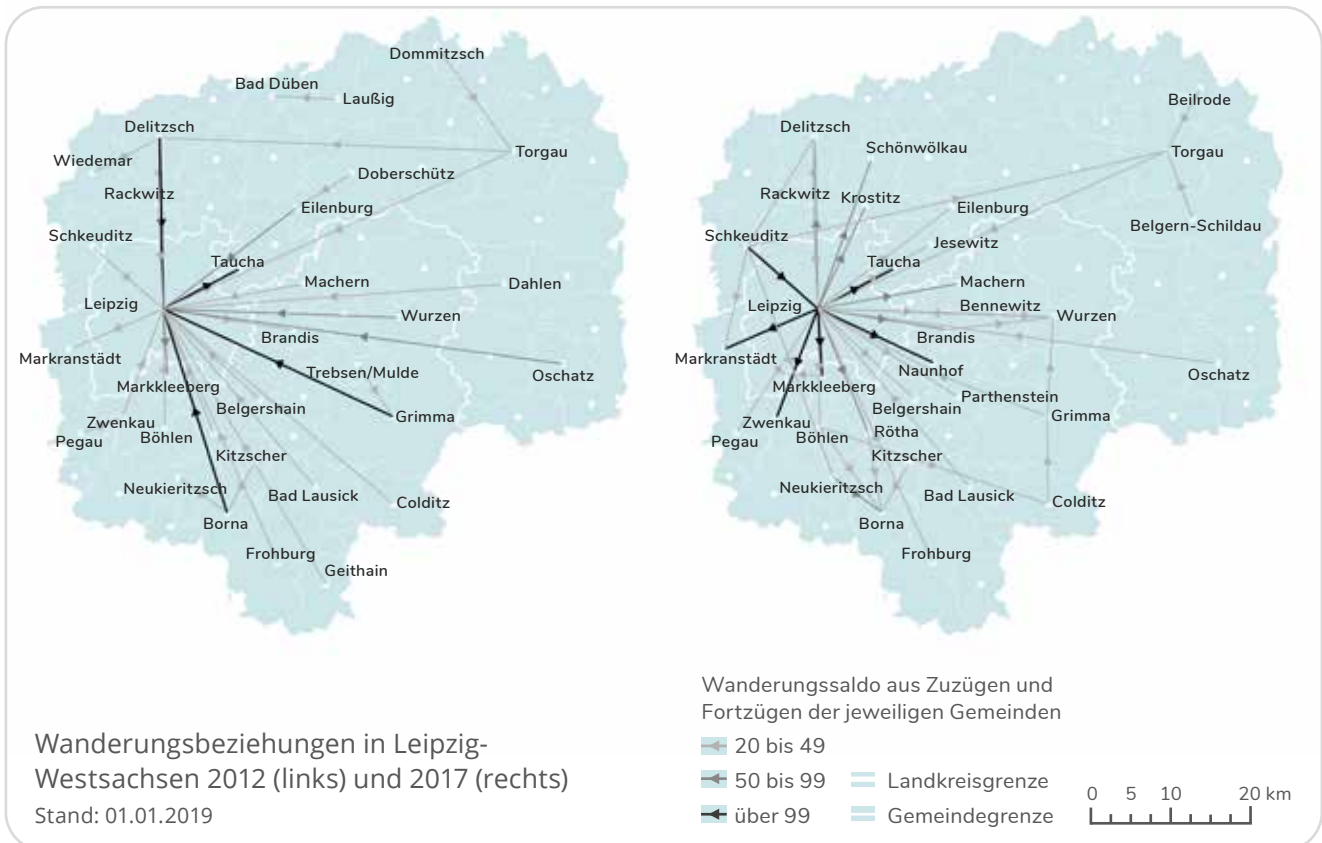 Dommitzsch
Bad Düben
Laußig
Delitzsch
Torgau
Wiedemar
Doberschütz
Rackwitz
Eilenburg
Schkeuditz
Taucha
Machern
Dahlen
Leipzig
Wurzen
Brandis
Markranstädt
Trebsen/Mulde
Oschatz
Markkleeberg
Belgershain
Grimma
Zwenkau
Pegau
Böhlen
Kitzscher
Neukieritzsch
Bad Lausick
Colditz
Borna
Frohburg
Geithain
Beilrode
Delitzsch
Schönwölkau
Torgau
Rackwitz
Krostitz
Eilenburg
Belgern-Schildau
Schkeuditz
Jesewitz
Taucha
Machern
Leipzig
Bennewitz
Wurzen
Brandis
Markranstädt
Naunhof
Oschatz
Markkleeberg
Parthenstein
Belgershain
Grimma
Zwenkau
Pegau
Böhlen
Rötha
Kitzscher
Neukieritzsch
Bad Lausick
Colditz
Borna
Frohburg
Wanderungsbeziehungen in Leipzig-
Westsachsen 2012 (links) und 2017 (rechts)
Stand: 01.01.2019
Wanderungssaldo aus Zuzügen und
Fortzügen der jeweiligen Gemeinden
20 bis 49
50 bis 99
über 99
Landkreisgrenze
Gemeindegrenze
0 5 10 20 km